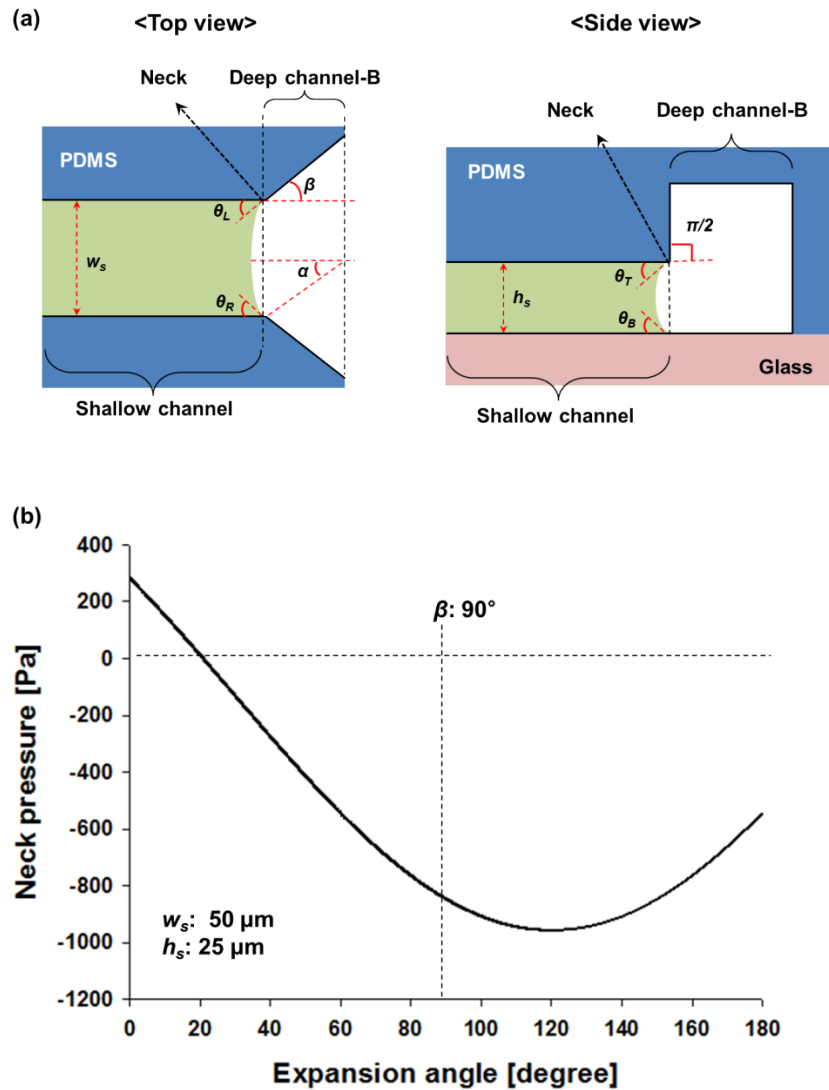 (a)
<Top view>
<Side view>
Neck
Deep channel-B
PDMS
β
θL
ws
α
θR
Shallow channel
Neck
Deep channel-B
PDMS
π/2
θT
hs
θB
Glass
Shallow channel
(b)
400
200
0
-200
-400
-600
-800
-1000
-1200
Neck pressure [Pa]
β: 90°
ws: 50 μm
hs: 25 μm
0 20 40 60 80 100 120 140 160 180
Expansion angle [degree]